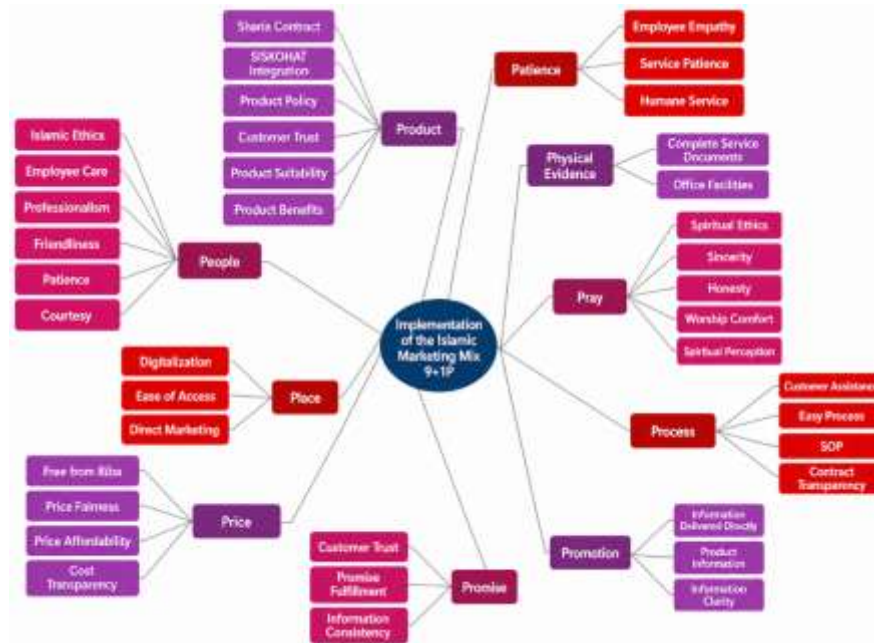 Sharia Contract
SISKOHAT
Integration
Product Policy
Customer Trust
Product Suitability
Product Benefits
Product
Employee Empathy
Service Patience
Humane Service
Patience
Islamic Ethics
Employee Care
Professionalism
Friendliness
Patience
Courtesy
People
Complete Service
Documents
Office Facilities
Physical
Evidence
Spiritual Ethics
Sincerity
Honesty
Worship Comfort
Spiritual Perception
Pray
Implementation
of the Islamic
Marketing Mix
9+1P
Digitalization
Ease of Access
Direct Marketing
Place
Customer Assistance
Easy Process
SOP
Contract
Transparency
Process
Free from Riba
Price Fairness
Price Affordability
Cost
Transparency
Price
Customer Trust
Promise
Fulfillment
Information
Consistency
Promise
Information
Delivered Directly
Product
Information
Information
Clarity
Promotion